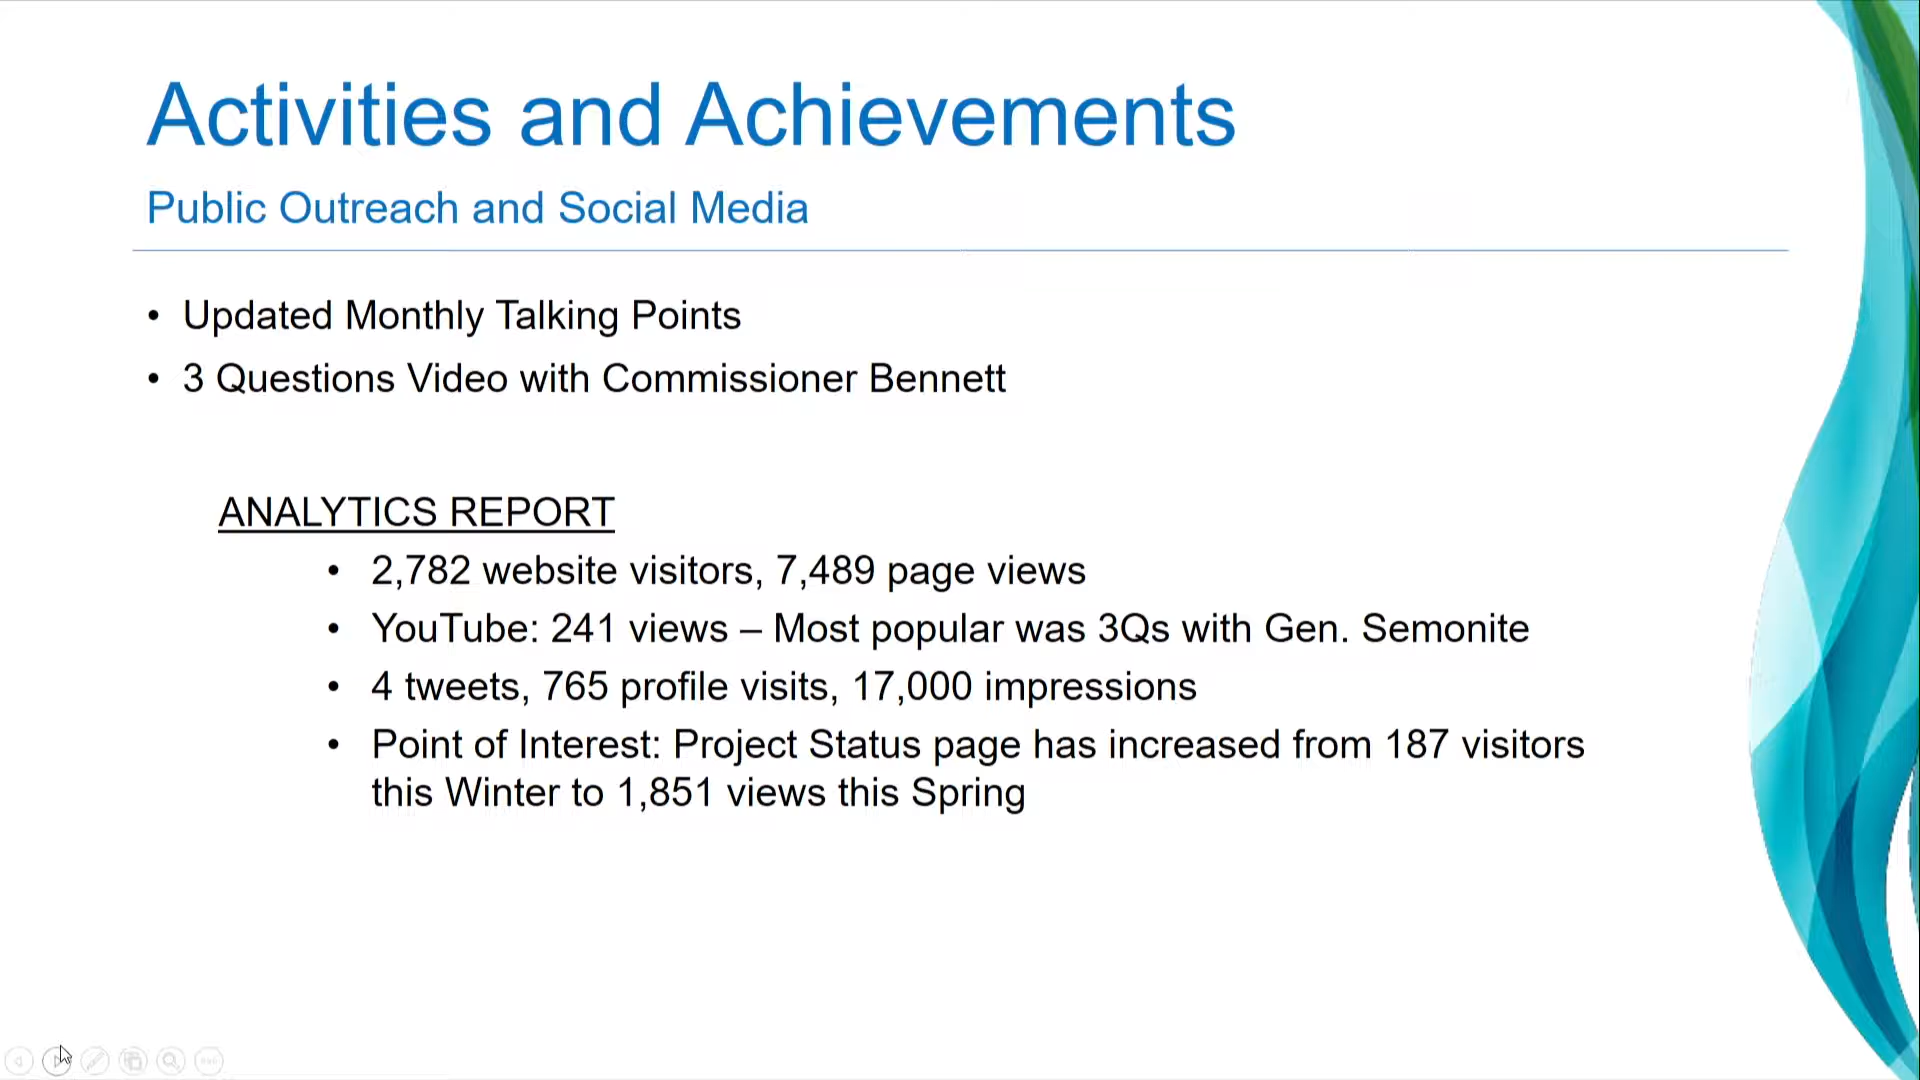 Activities and Achievements
Public Outreach and Social Media
• Updated Monthly Talking Points
• 3 Questions Video with Commissioner Bennett
ANALYTICS REPORT
• 2,782 website visitors, 7,489 page views
• YouTube: 241 views – Most popular was 3Qs with Gen. Semonite
• 4 tweets, 765 profile visits, 17,000 impressions
• Point of Interest: Project Status page has increased from 187 visitors
this Winter to 1,851 views this Spring